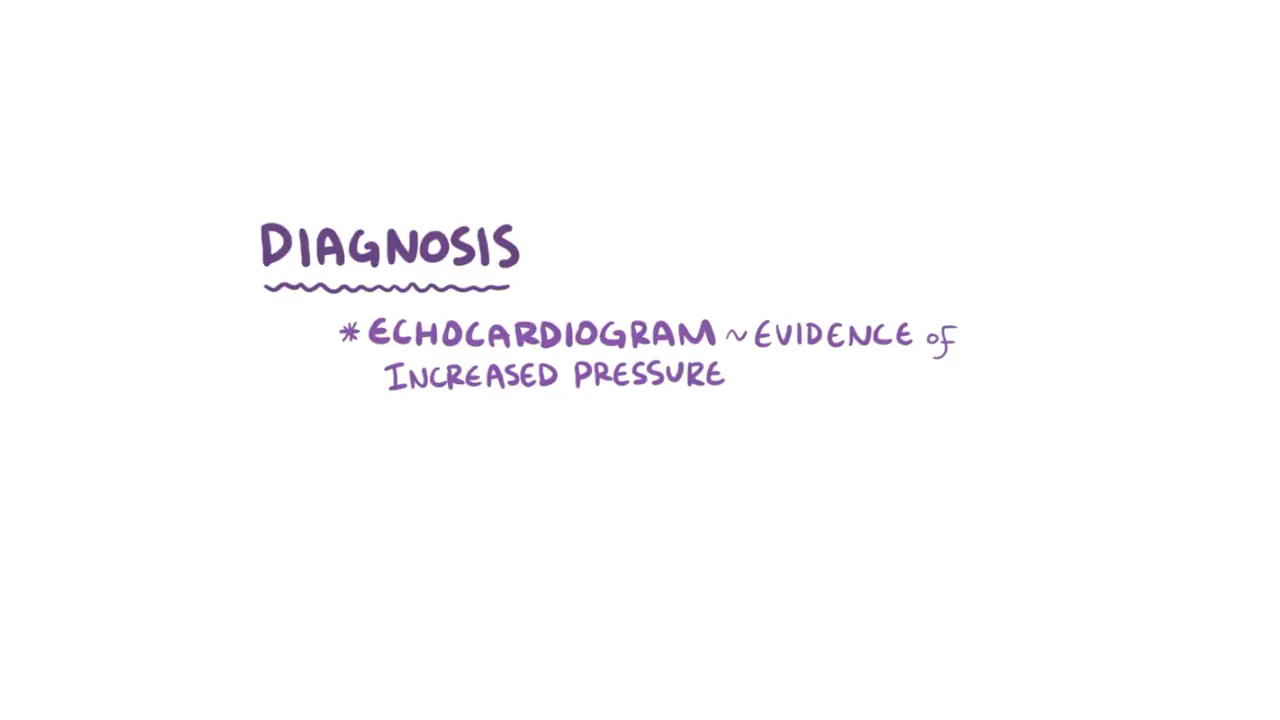 DIAGNOSIS
* ECHOCARDIOGRAM ~ EVIDENCE of
INCREASED PRESSURE